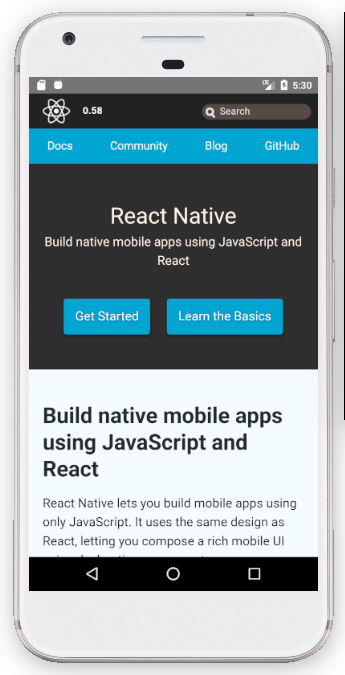 LTE 5:30
0.58 Search
Docs Community Blog GitHub
React Native
Build native mobile apps using JavaScript and
React
Get Started Learn the Basics
Build native mobile apps
using JavaScript and
React
React Native lets you build mobile apps using
only JavaScript. It uses the same design as
React, letting you compose a rich mobile UI